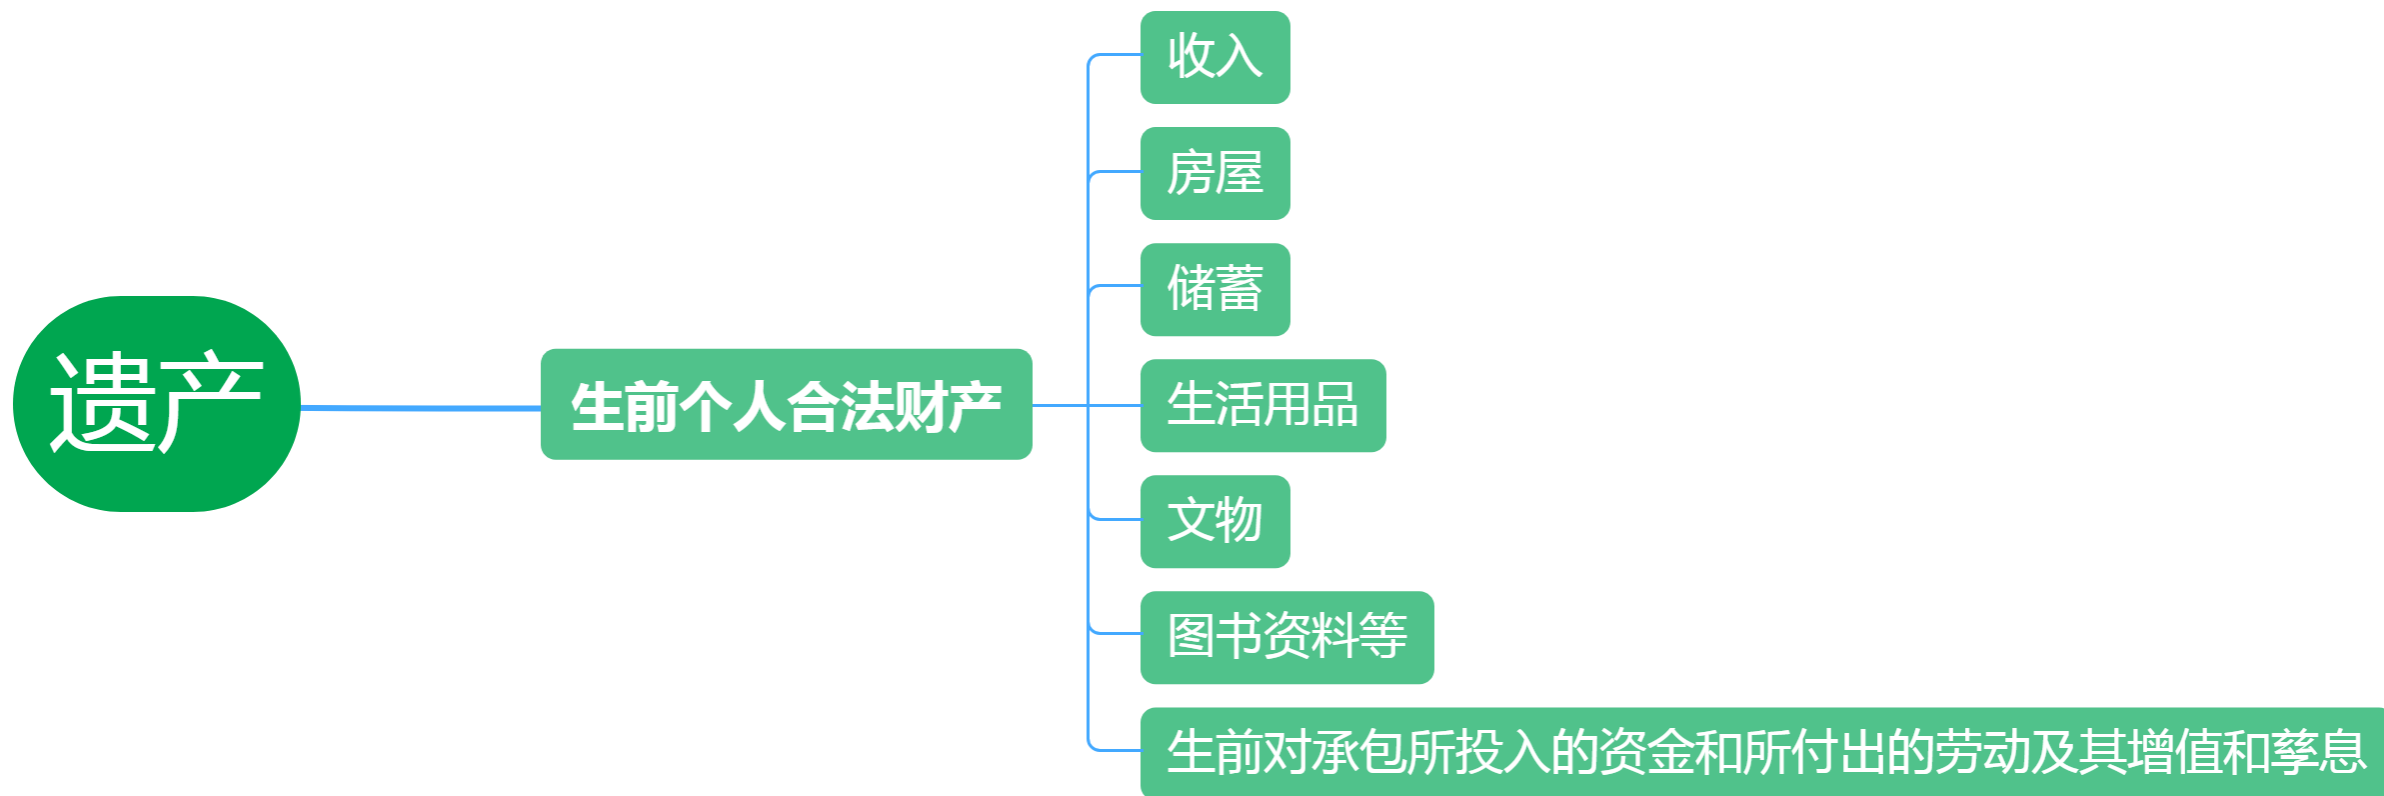 遗产
生前个人合法财产
收入
房屋
储蓄
生活用品
文物
图书资料等
生前对承包所投入的资金和所付出的劳动及其增值和孳息